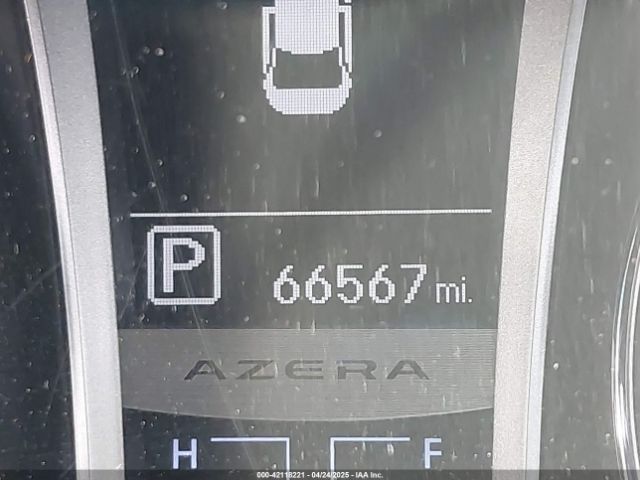 P 66567 mi.
AZERA
H F
000-42118221 - 04/24/2025 - IAA Inc.